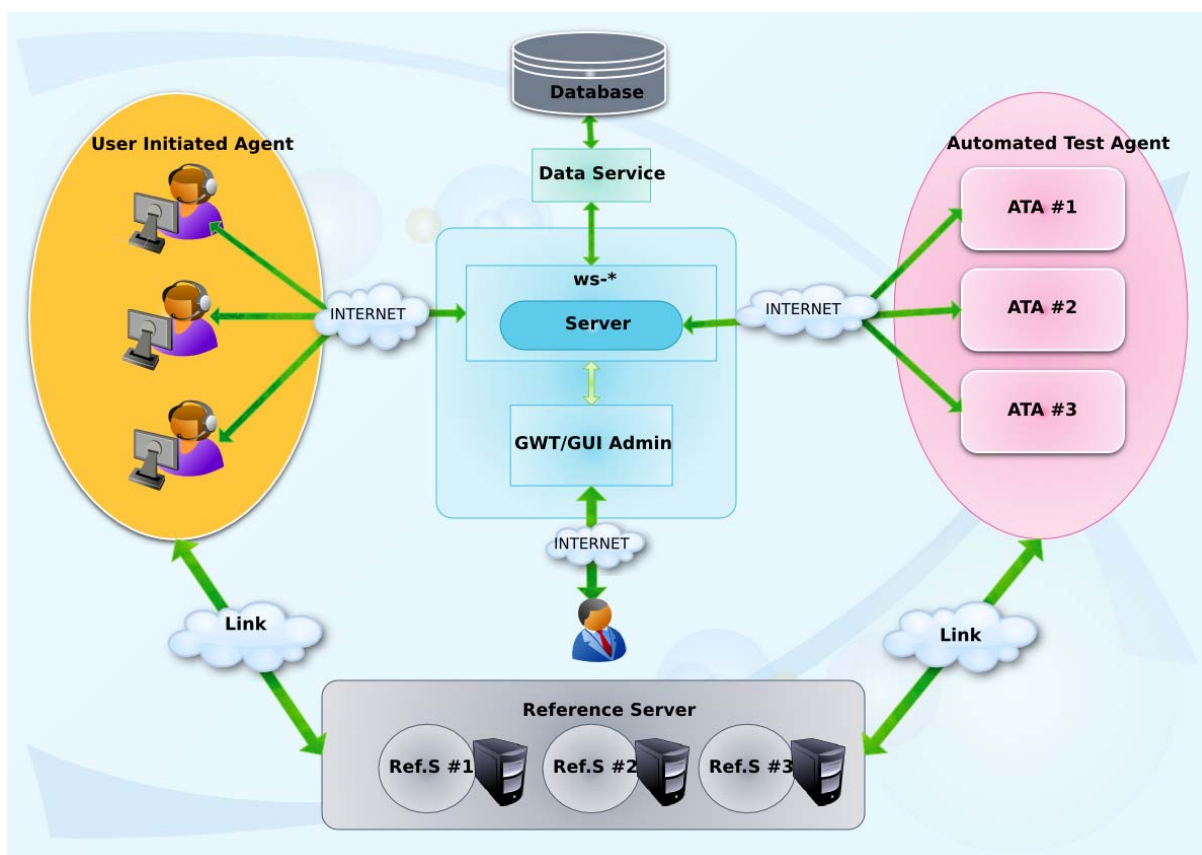 Database
User Initiated Agent
Automated Test Agent
Data Service
ATA #1
ws-*
INTERNET
Server
INTERNET
ATA #2
ATA #3
GWT/GUI Admin
INTERNET
Link
Link
Reference Server
Ref.S #1
Ref.S #2
Ref.S #3